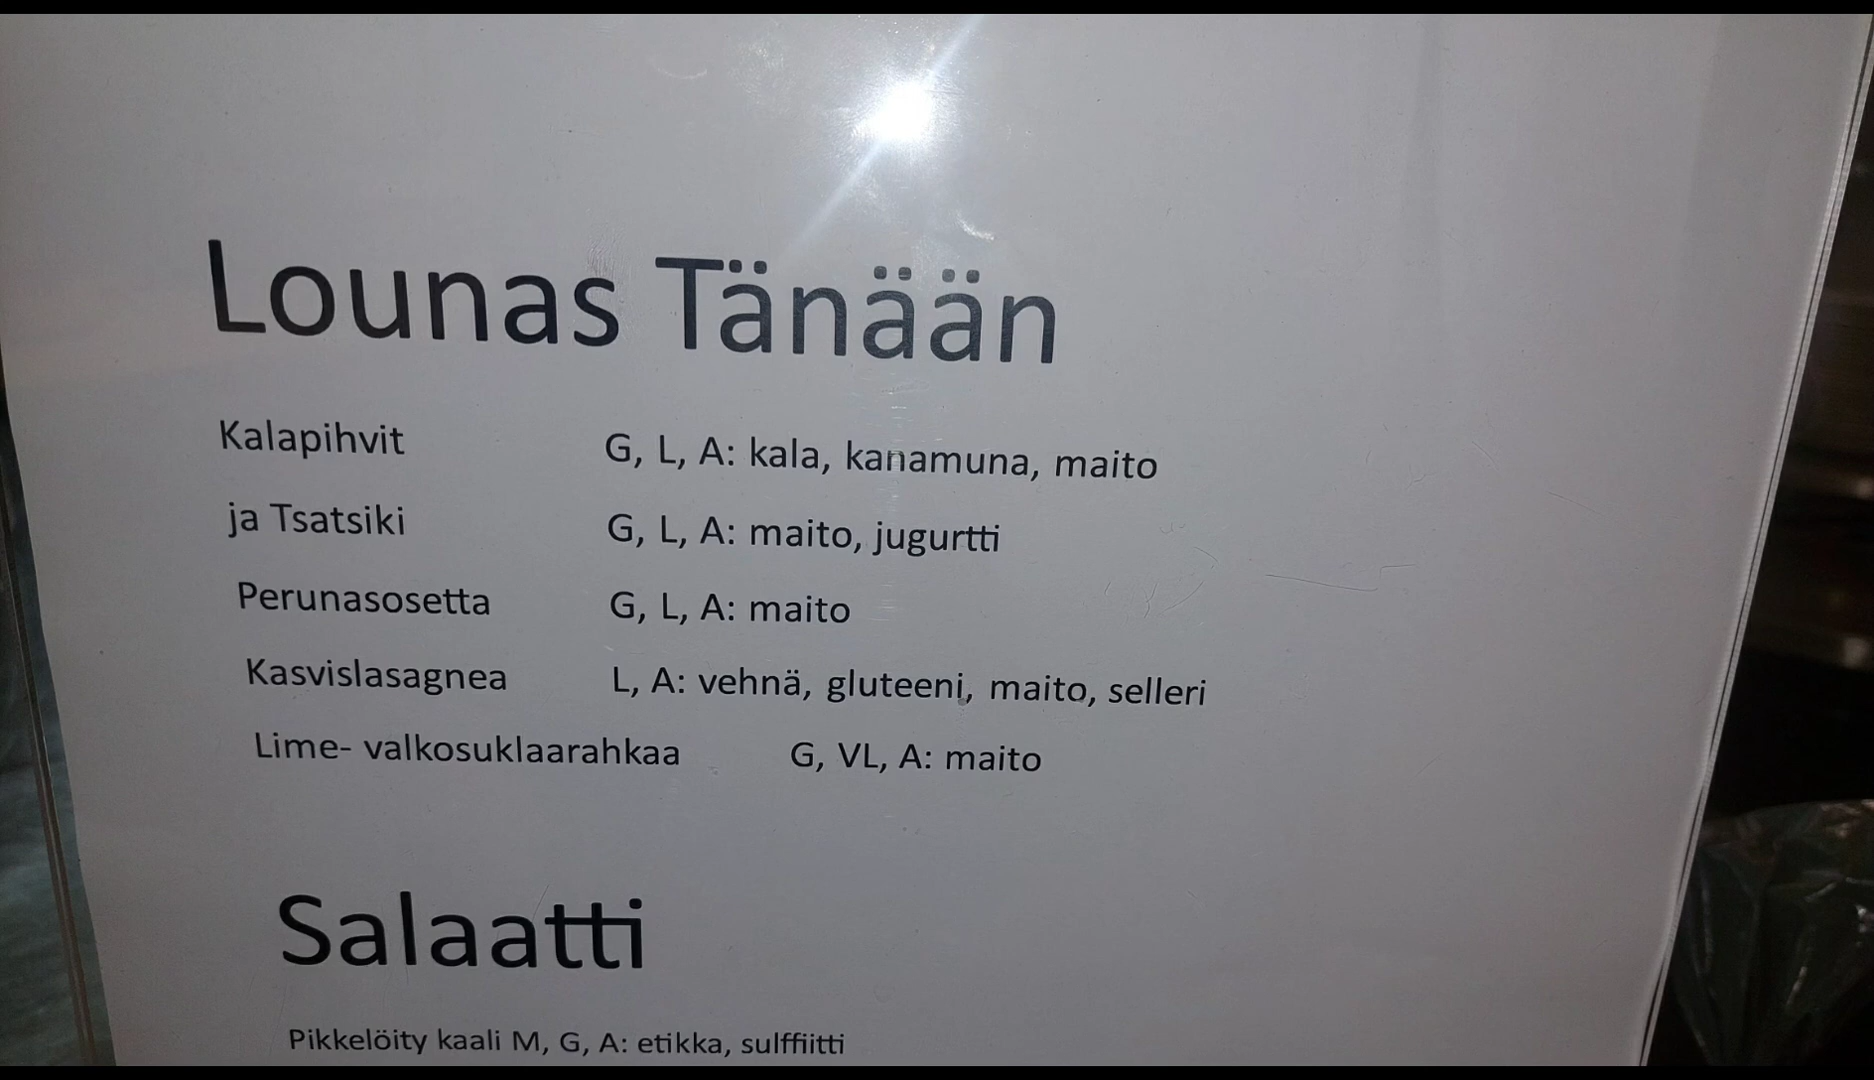 Lounas Tänään
Kalapihvit G, L, A: kala, kanamuna, maito
ja Tsatsiki G, L, A: maito, jugurtti
Perunasosetta G, L, A: maito
Kasvislasagnea L, A: vehnä, gluteeni, maito, selleri
Lime- valkosuklaarahkaa G, VL, A: maito
Salaatti
Pikkelöity kaali M, G, A: etikka, sulffiitti